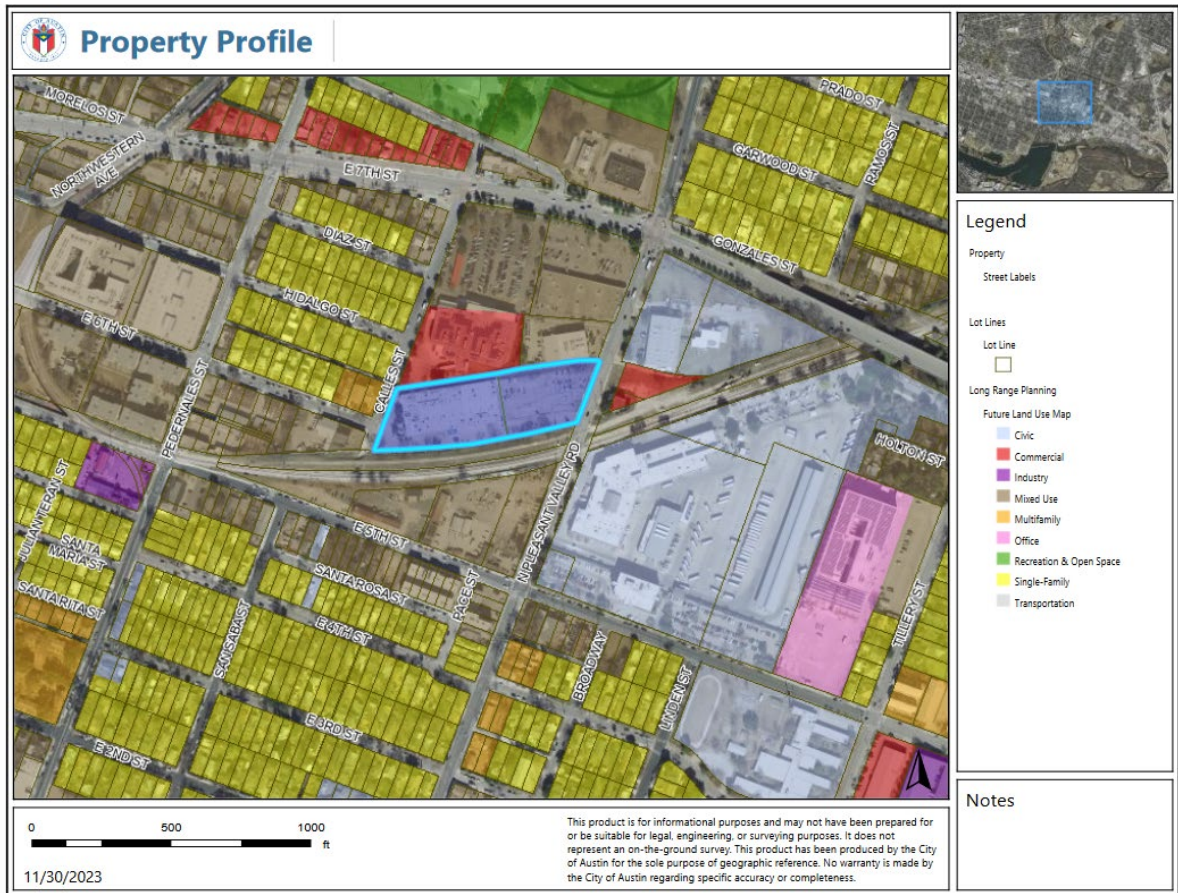 Property Profile
MORELOS ST
NORTHWESTERN
AVE
E 7TH ST
PRADO ST
GARWOOD ST
RAMOS ST
GONZALES ST
DIAZ ST
HIDALGO ST
E 6TH ST
CALLES ST
PEDERNALES ST
HOLTON ST
N PLEASANT VALLEY RD
JULIAN TERAN ST
E 5TH ST
SANTA
MARIA ST
SANTA ROSA ST
PACE ST
SANTA RITA ST
TILLERY ST
E 4TH ST
SAN SABA ST
BROADWAY
LINDEN ST
E 3RD ST
E 2ND ST
Legend
Property
Street Labels
Lot Lines
Lot Line
Long Range Planning
Future Land Use Map
Civic
Commercial
Industry
Mixed Use
Multifamily
Office
Recreation & Open Space
Single-Family
Transportation
Notes
0 500 1000
ft
11/30/2023
This product is for informational purposes and may not have been prepared for
or be suitable for legal, engineering, or surveying purposes. It does not
represent an on-the-ground survey. This product has been produced by the City
of Austin for the sole purpose of geographic reference. No warranty is made by
the City of Austin regarding specific accuracy or completeness.